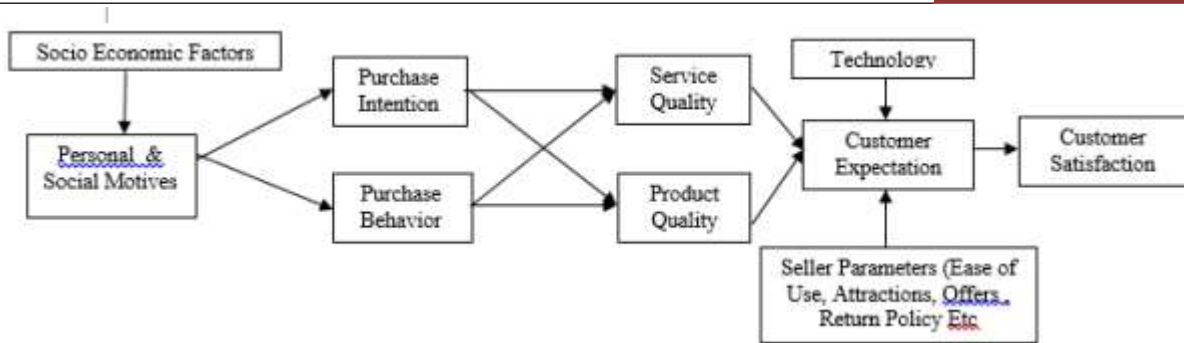 Socio Economic Factors
Personal &
Social Motives
Purchase
Intention
Purchase
Behavior
Service
Quality
Product
Quality
Technology
Customer
Expectation
Seller Parameters (Ease of
Use, Attractions, Offers ,
Return Policy Etc
Customer
Satisfaction